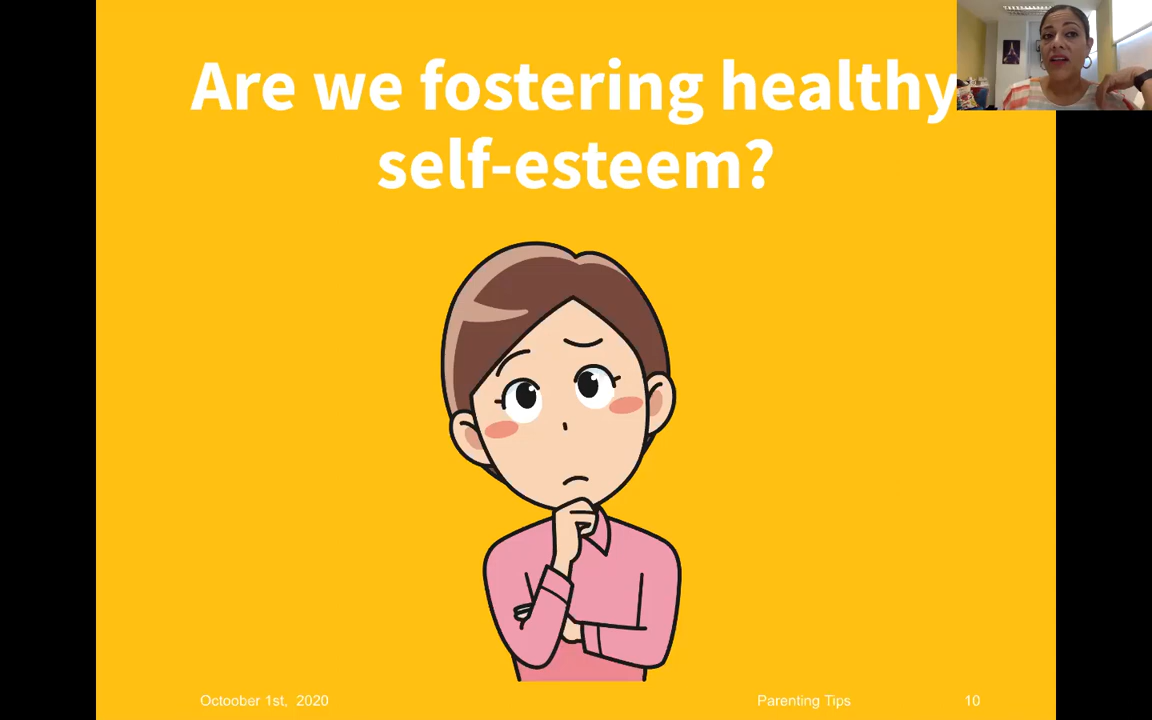 Are we fostering healthy
self-esteem?
Octoober 1st, 2020
Parenting Tips
10